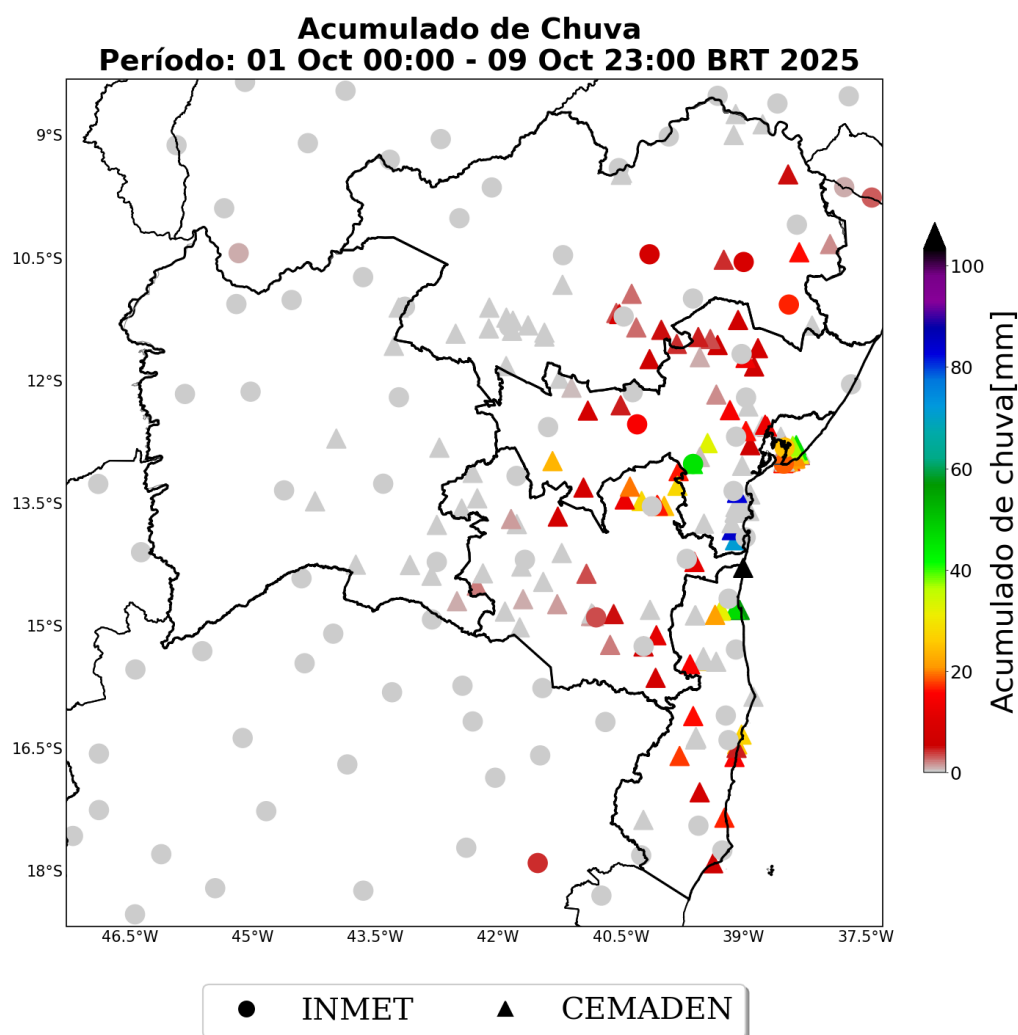 Acumulado de Chuva
Período: 01 Oct 00:00 - 09 Oct 23:00 BRT 2025
9°S
10.5°S
12°S
13.5°S
15°S
16.5°S
18°S
46.5°W
45°W
43.5°W
42°W
40.5°W
39°W
37.5°W
100
80
60
40
20
0
Acumulado de chuva[mm]
INMET
CEMADEN